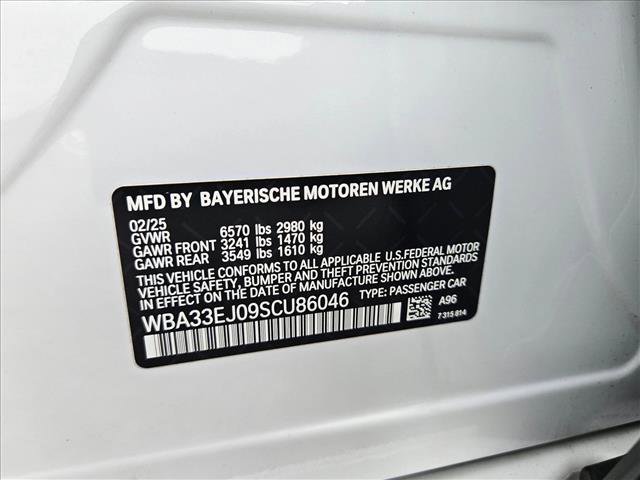 MFD BY BAYERISCHE MOTOREN WERKE AG
02/25
GVWR 6570 lbs 2980 kg
GAWR FRONT 3241 lbs 1470 kg
GAWR REAR 3549 lbs 1610 kg
THIS VEHICLE CONFORMS TO ALL APPLICABLE U.S.FEDERAL MOTOR
VEHICLE SAFETY, BUMPER, AND THEFT PREVENTION STANDARDS
IN EFFECT ON THE DATE OF MANUFACTURE SHOWN ABOVE.
WBA33EJ09SCU86046 TYPE: PASSENGER CAR
A96
7 315 814